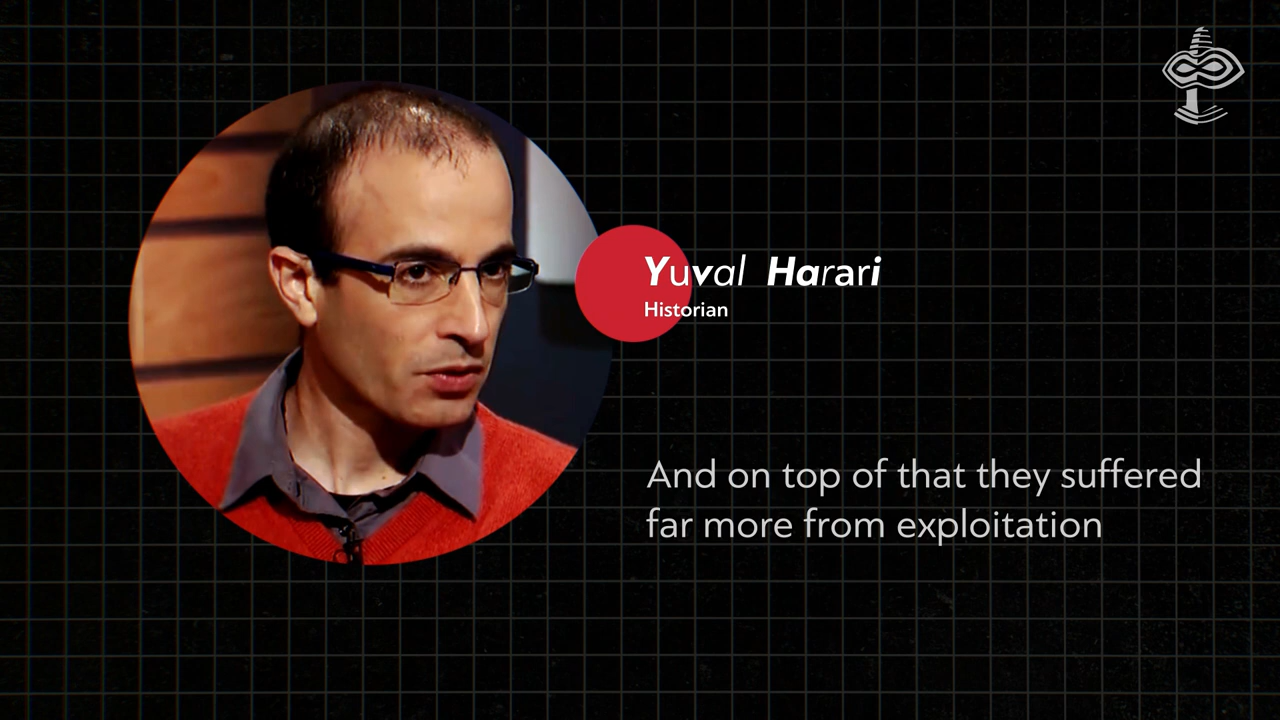 Yuval Harari
Historian
And on top of that they suffered
far more from exploitation